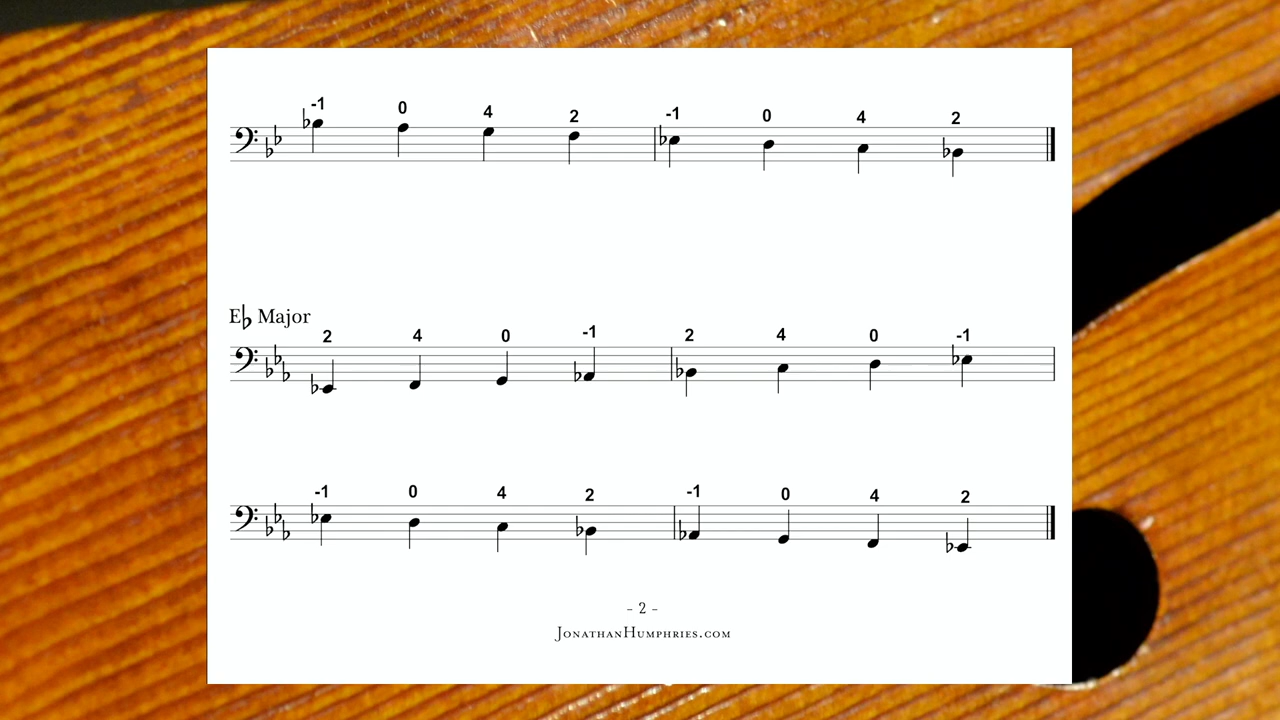 -1 0 4 2 -1 0 4 2
E♭ Major
2 4 0 -1 2 4 0 -1
-1 0 4 2 -1 0 4 2
- 2 -
JonathanHumphries.com